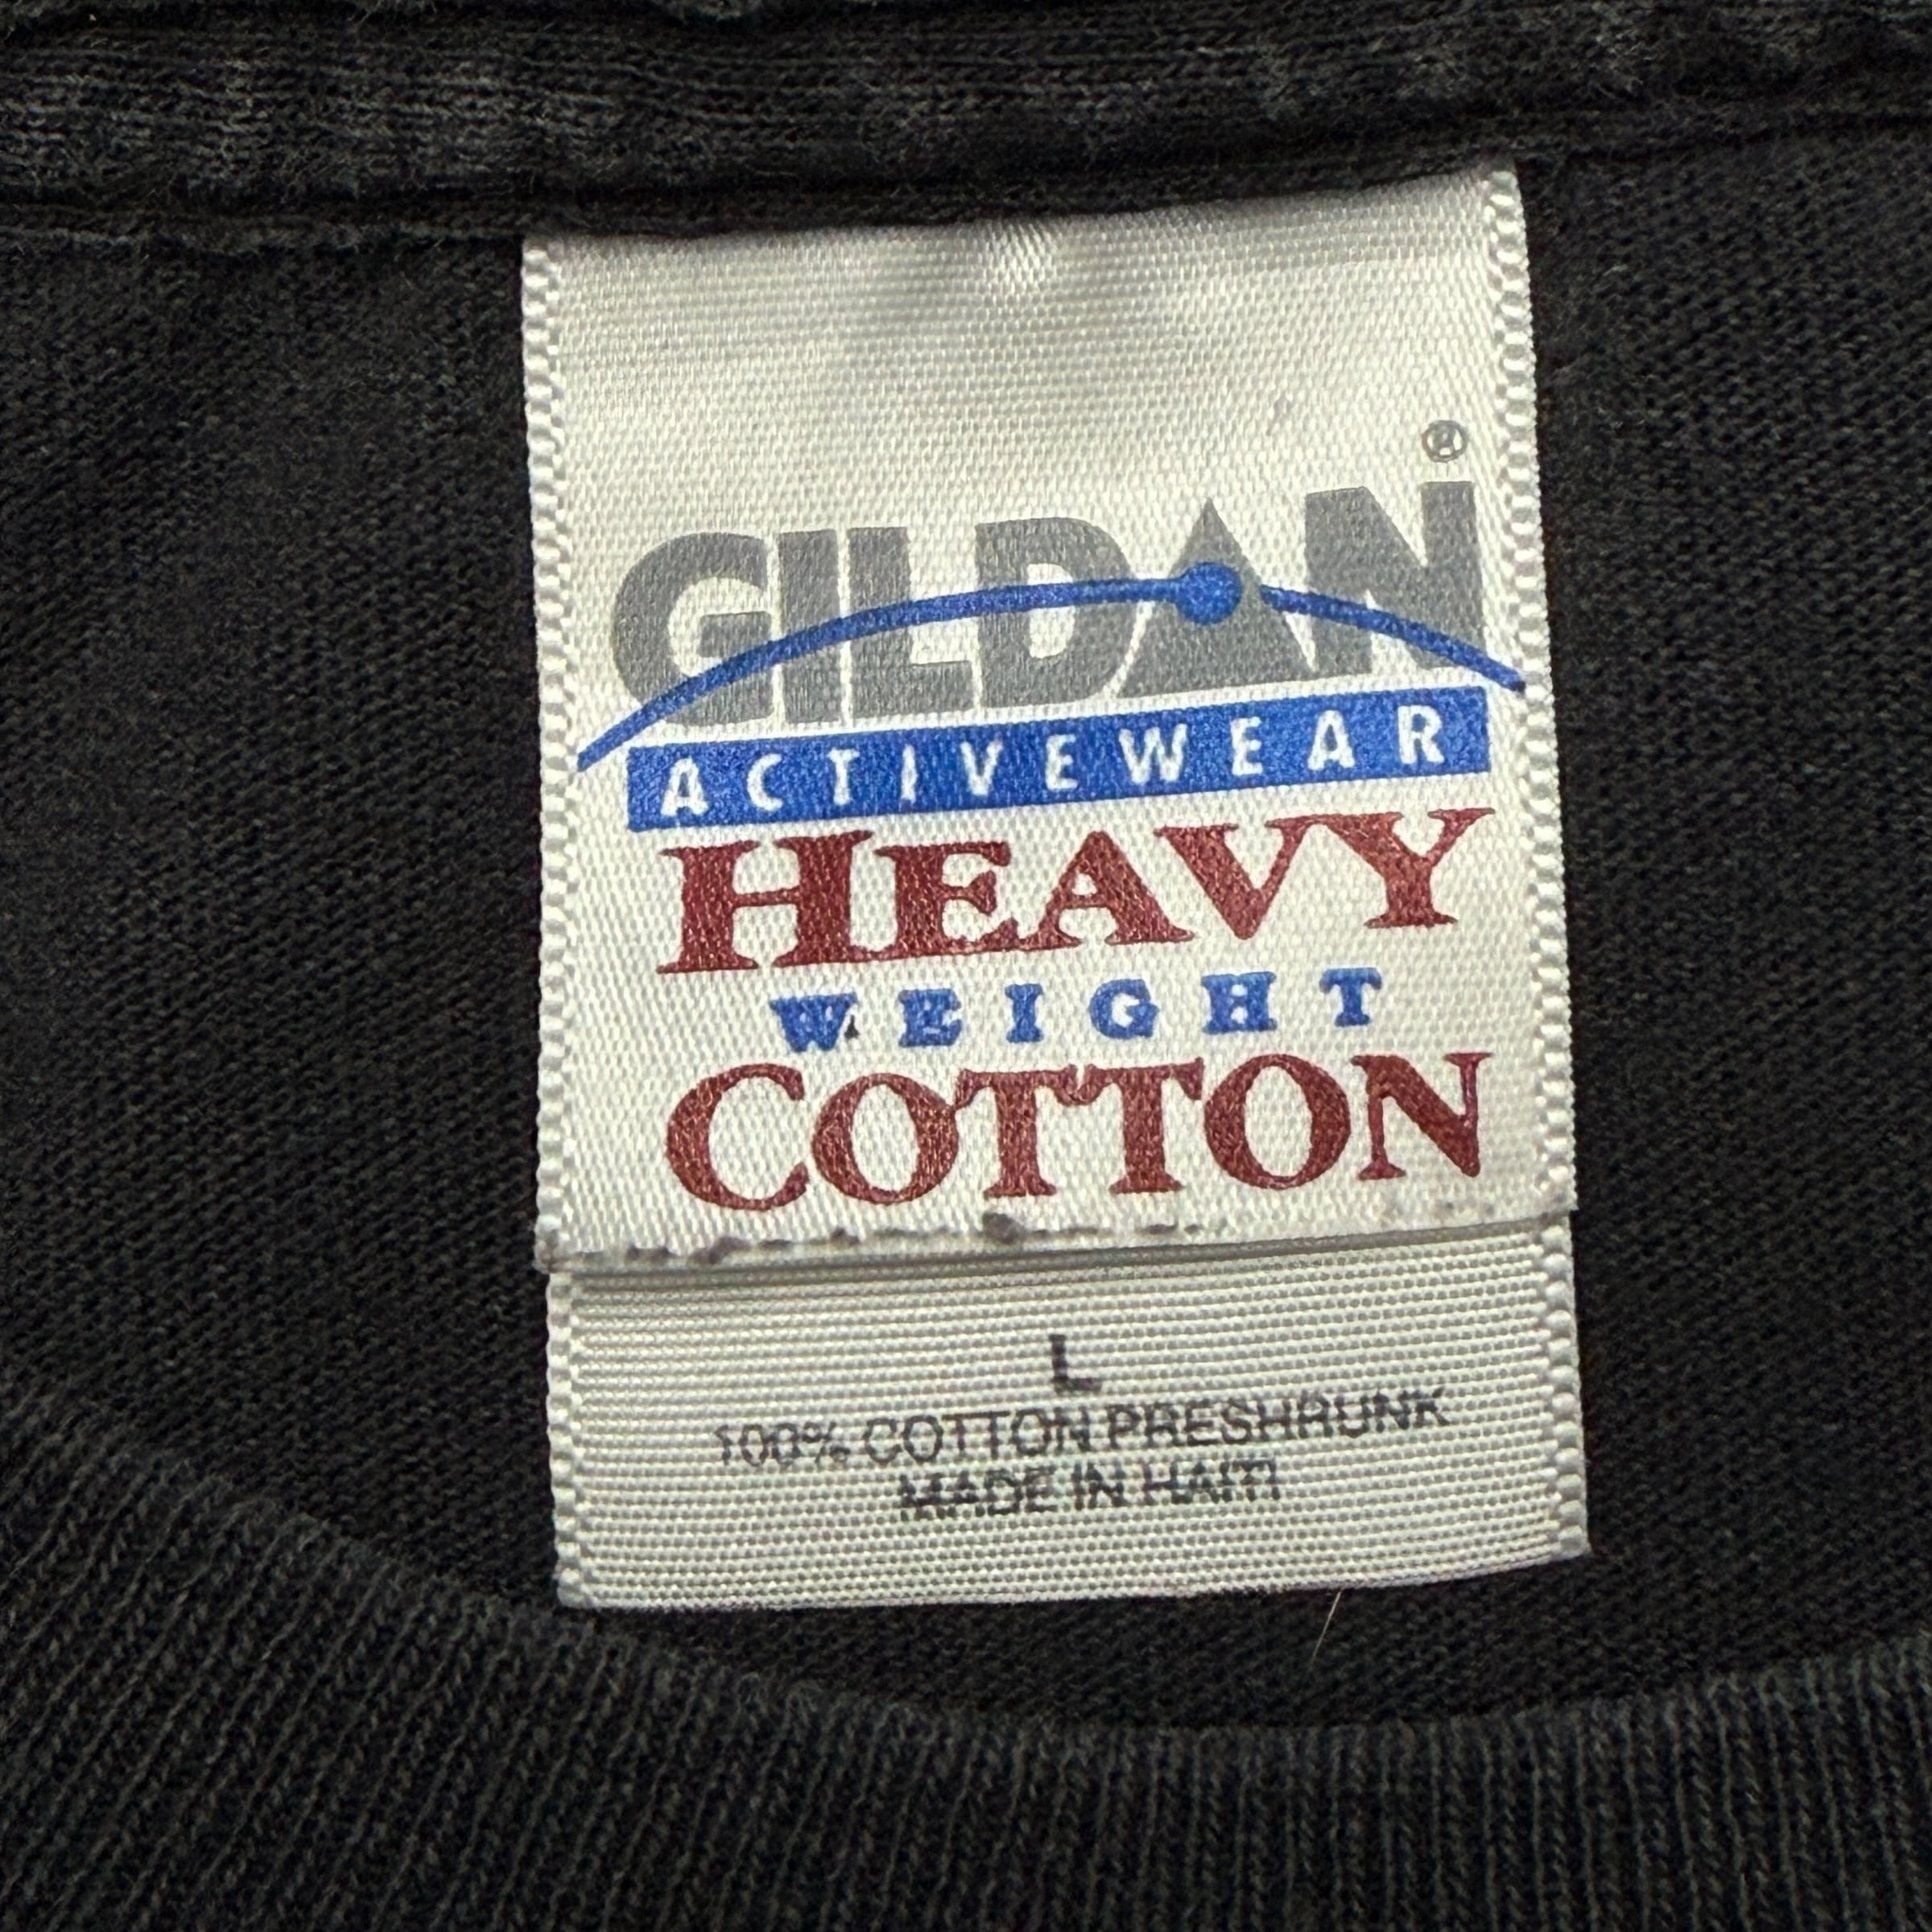 GILDAN®
ACTIVEWEAR
HEAVY
WEIGHT
COTTON
L
100% COTTON PRESHRUNK
MADE IN HAITI